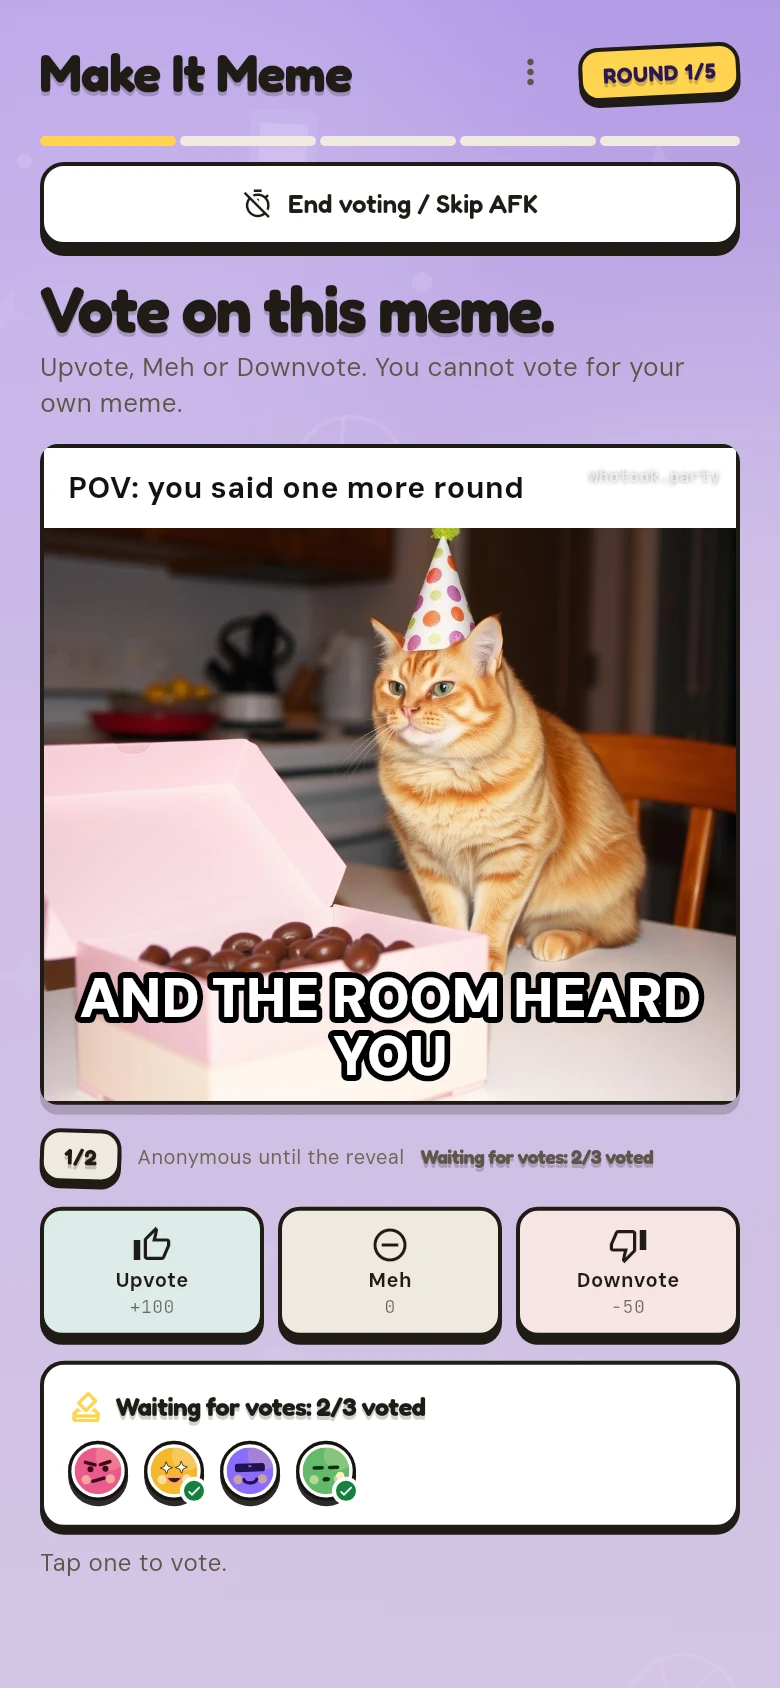 Make It Meme
ROUND 1/5
End voting / Skip AFK
Vote on this meme.
Upvote, Meh or Downvote. You cannot vote for your
own meme.
POV: you said one more round
whotook.party
AND THE ROOM HEARD
YOU
1/2
Anonymous until the reveal
Waiting for votes: 2/3 voted
Upvote
+100
Meh
0
Downvote
-50
Waiting for votes: 2/3 voted
Tap one to vote.